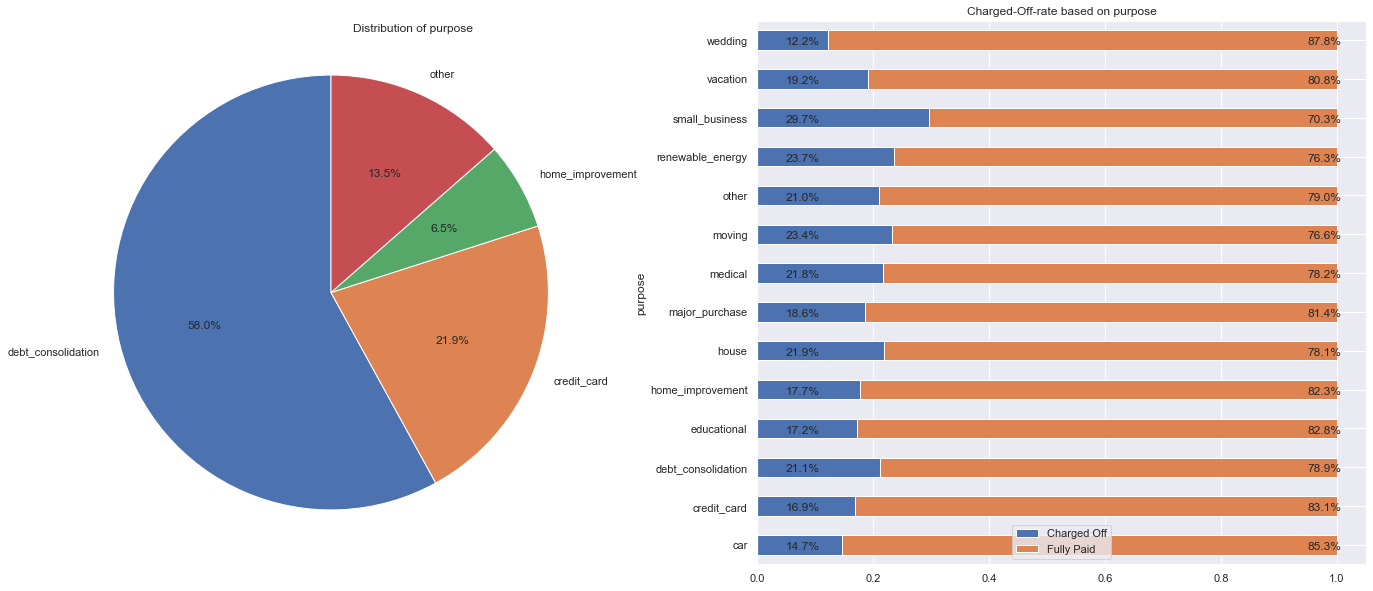 Distribution of purpose
other
13.5%
home_improvement
6.5%
58.0%
21.9%
debt_consolidation
credit_card
Charged-Off-rate based on purpose
purpose
wedding 12.2% 87.8%
vacation 19.2% 80.8%
small_business 29.7% 70.3%
renewable_energy 23.7% 76.3%
other 21.0% 79.0%
moving 23.4% 76.6%
medical 21.8% 78.2%
major_purchase 18.6% 81.4%
house 21.9% 78.1%
home_improvement 17.7% 82.3%
educational 17.2% 82.8%
debt_consolidation 21.1% 78.9%
credit_card 16.9% 83.1%
car 14.7% 85.3%
Charged Off
Fully Paid
0.0 0.2 0.4 0.6 0.8 1.0